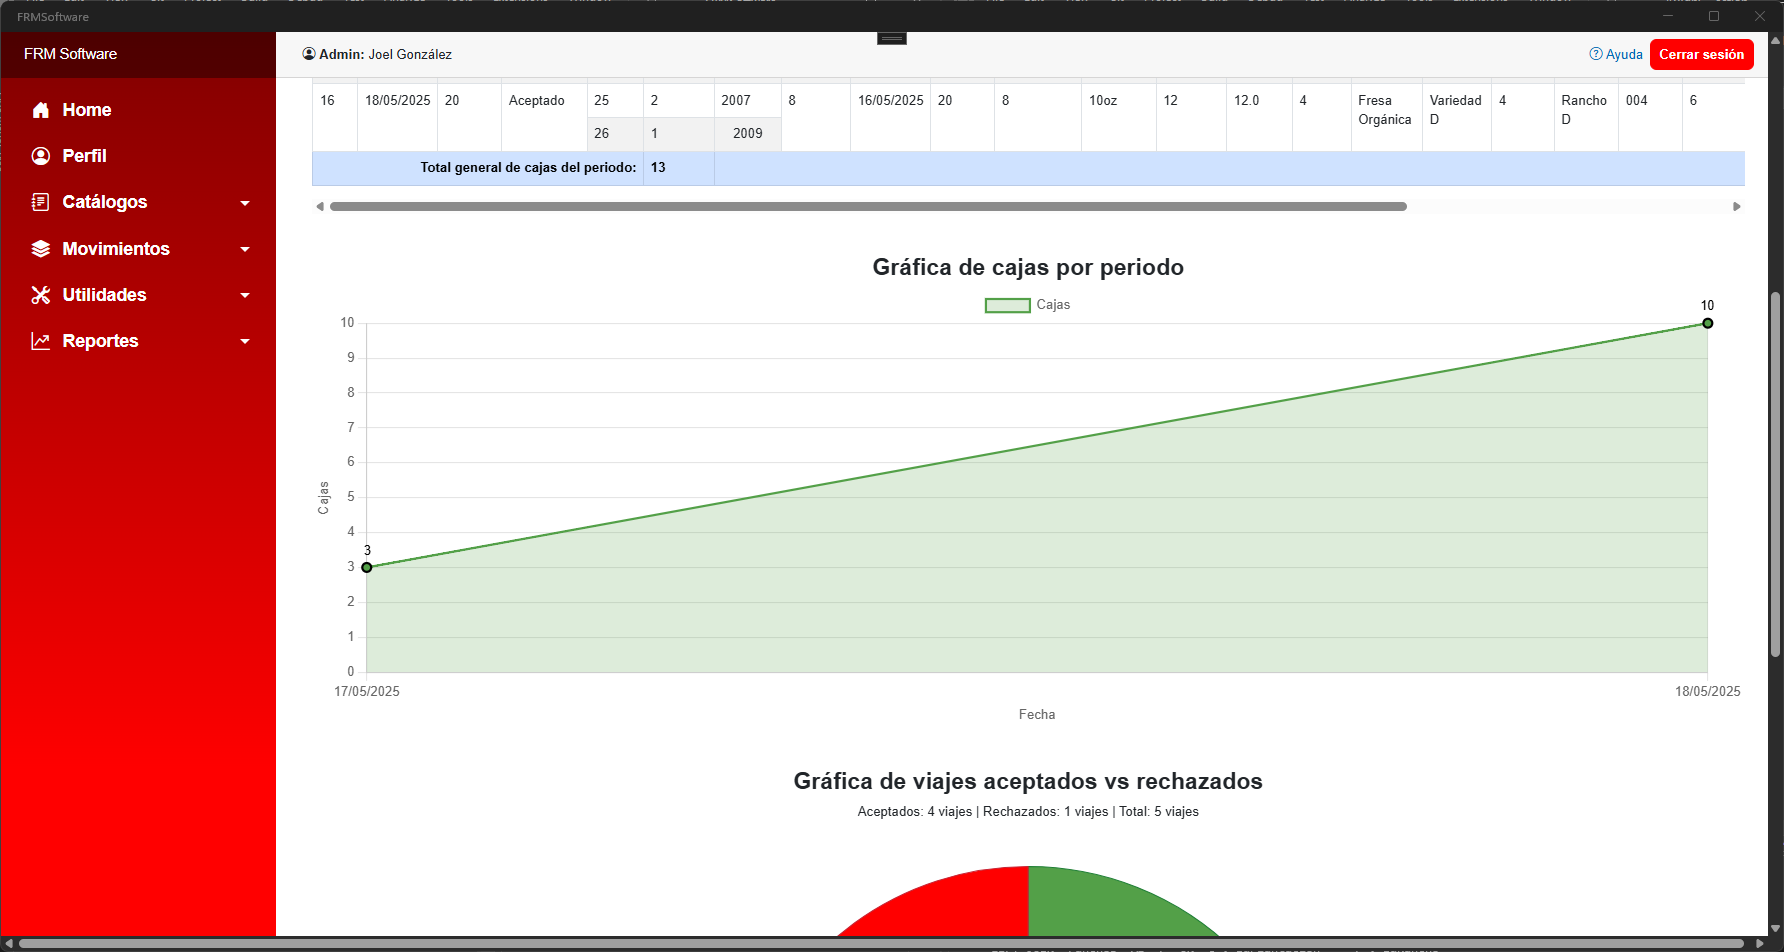 FRMSoftware
FRM Software
Admin: Joel González
Ayuda
Cerrar sesión
Home
Perfil
Catálogos
Movimientos
Utilidades
Reportes
16 18/05/2025 20 Aceptado 25 2 2007 8 16/05/2025 20 8 10oz 12 12.0 4 Fresa Orgánica Variedad D 4 Rancho D 004 6
26 1 2009
Total general de cajas del periodo: 13
Gráfica de cajas por periodo
Cajas
10
10
9
8
7
6
5
4
3
3
2
1
0
Cajas
17/05/2025 18/05/2025
Fecha
Gráfica de viajes aceptados vs rechazados
Aceptados: 4 viajes | Rechazados: 1 viajes | Total: 5 viajes